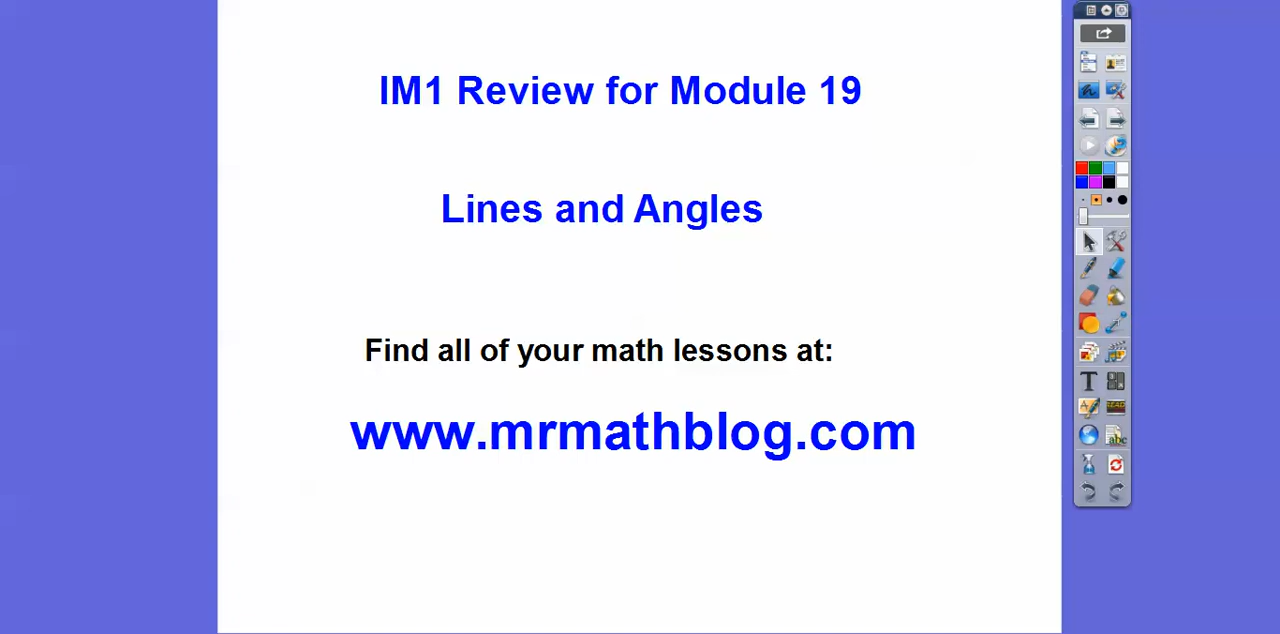 IM1 Review for Module 19
Lines and Angles
Find all of your math lessons at:
www.mrmathblog.com